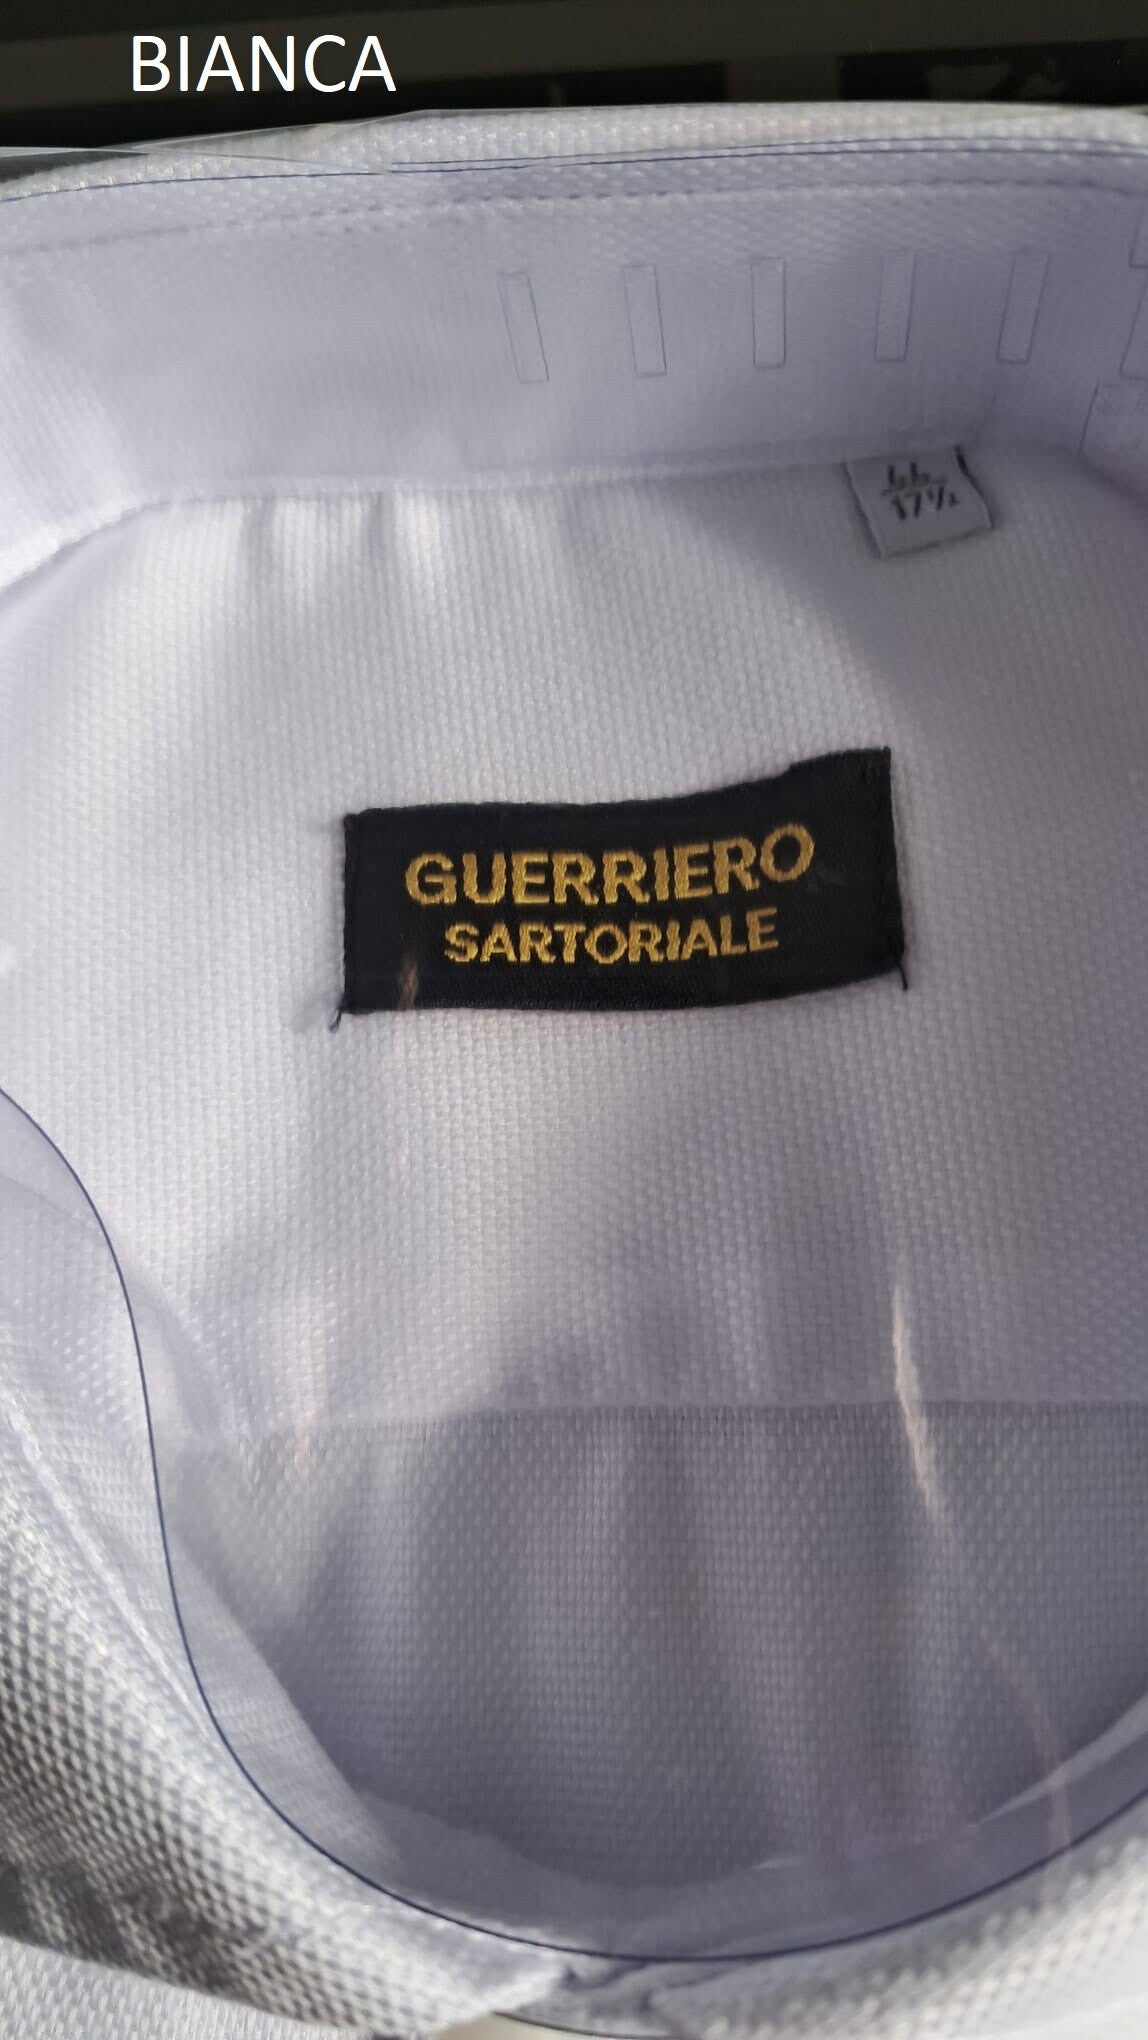 BIANCA
44
17½
GUERRIERO
SARTORIALE